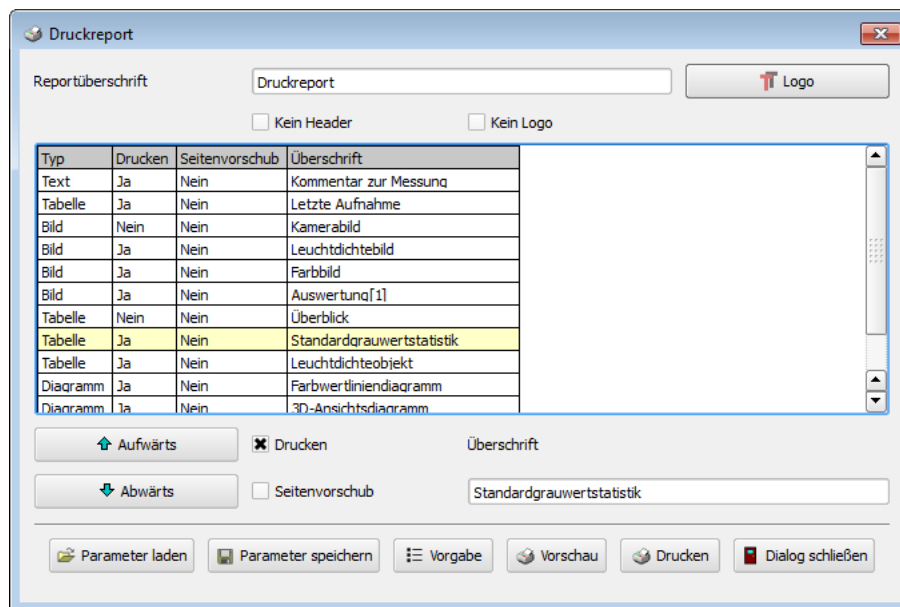 Druckreport
Reportüberschrift Druckreport Logo
Kein Header Kein Logo
Typ Drucken Seitenvorschub Überschrift
Text Ja Nein Kommentar zur Messung
Tabelle Ja Nein Letzte Aufnahme
Bild Nein Nein Kamerabild
Bild Ja Nein Leuchtdichtebild
Bild Ja Nein Farbbild
Bild Ja Nein Auswertung[1]
Tabelle Nein Nein Überblick
Tabelle Ja Nein Standardgrauwertstatistik
Tabelle Ja Nein Leuchtdichteobjekt
Diagramm Ja Nein Farbwertliniendiagramm
Diagramm Ja Nein 3D-Ansichtsdiagramm
Aufwärts Drucken Überschrift
Abwärts Seitenvorschub Standardgrauwertstatistik
Parameter laden Parameter speichern Vorgabe Vorschau Drucken Dialog schließen